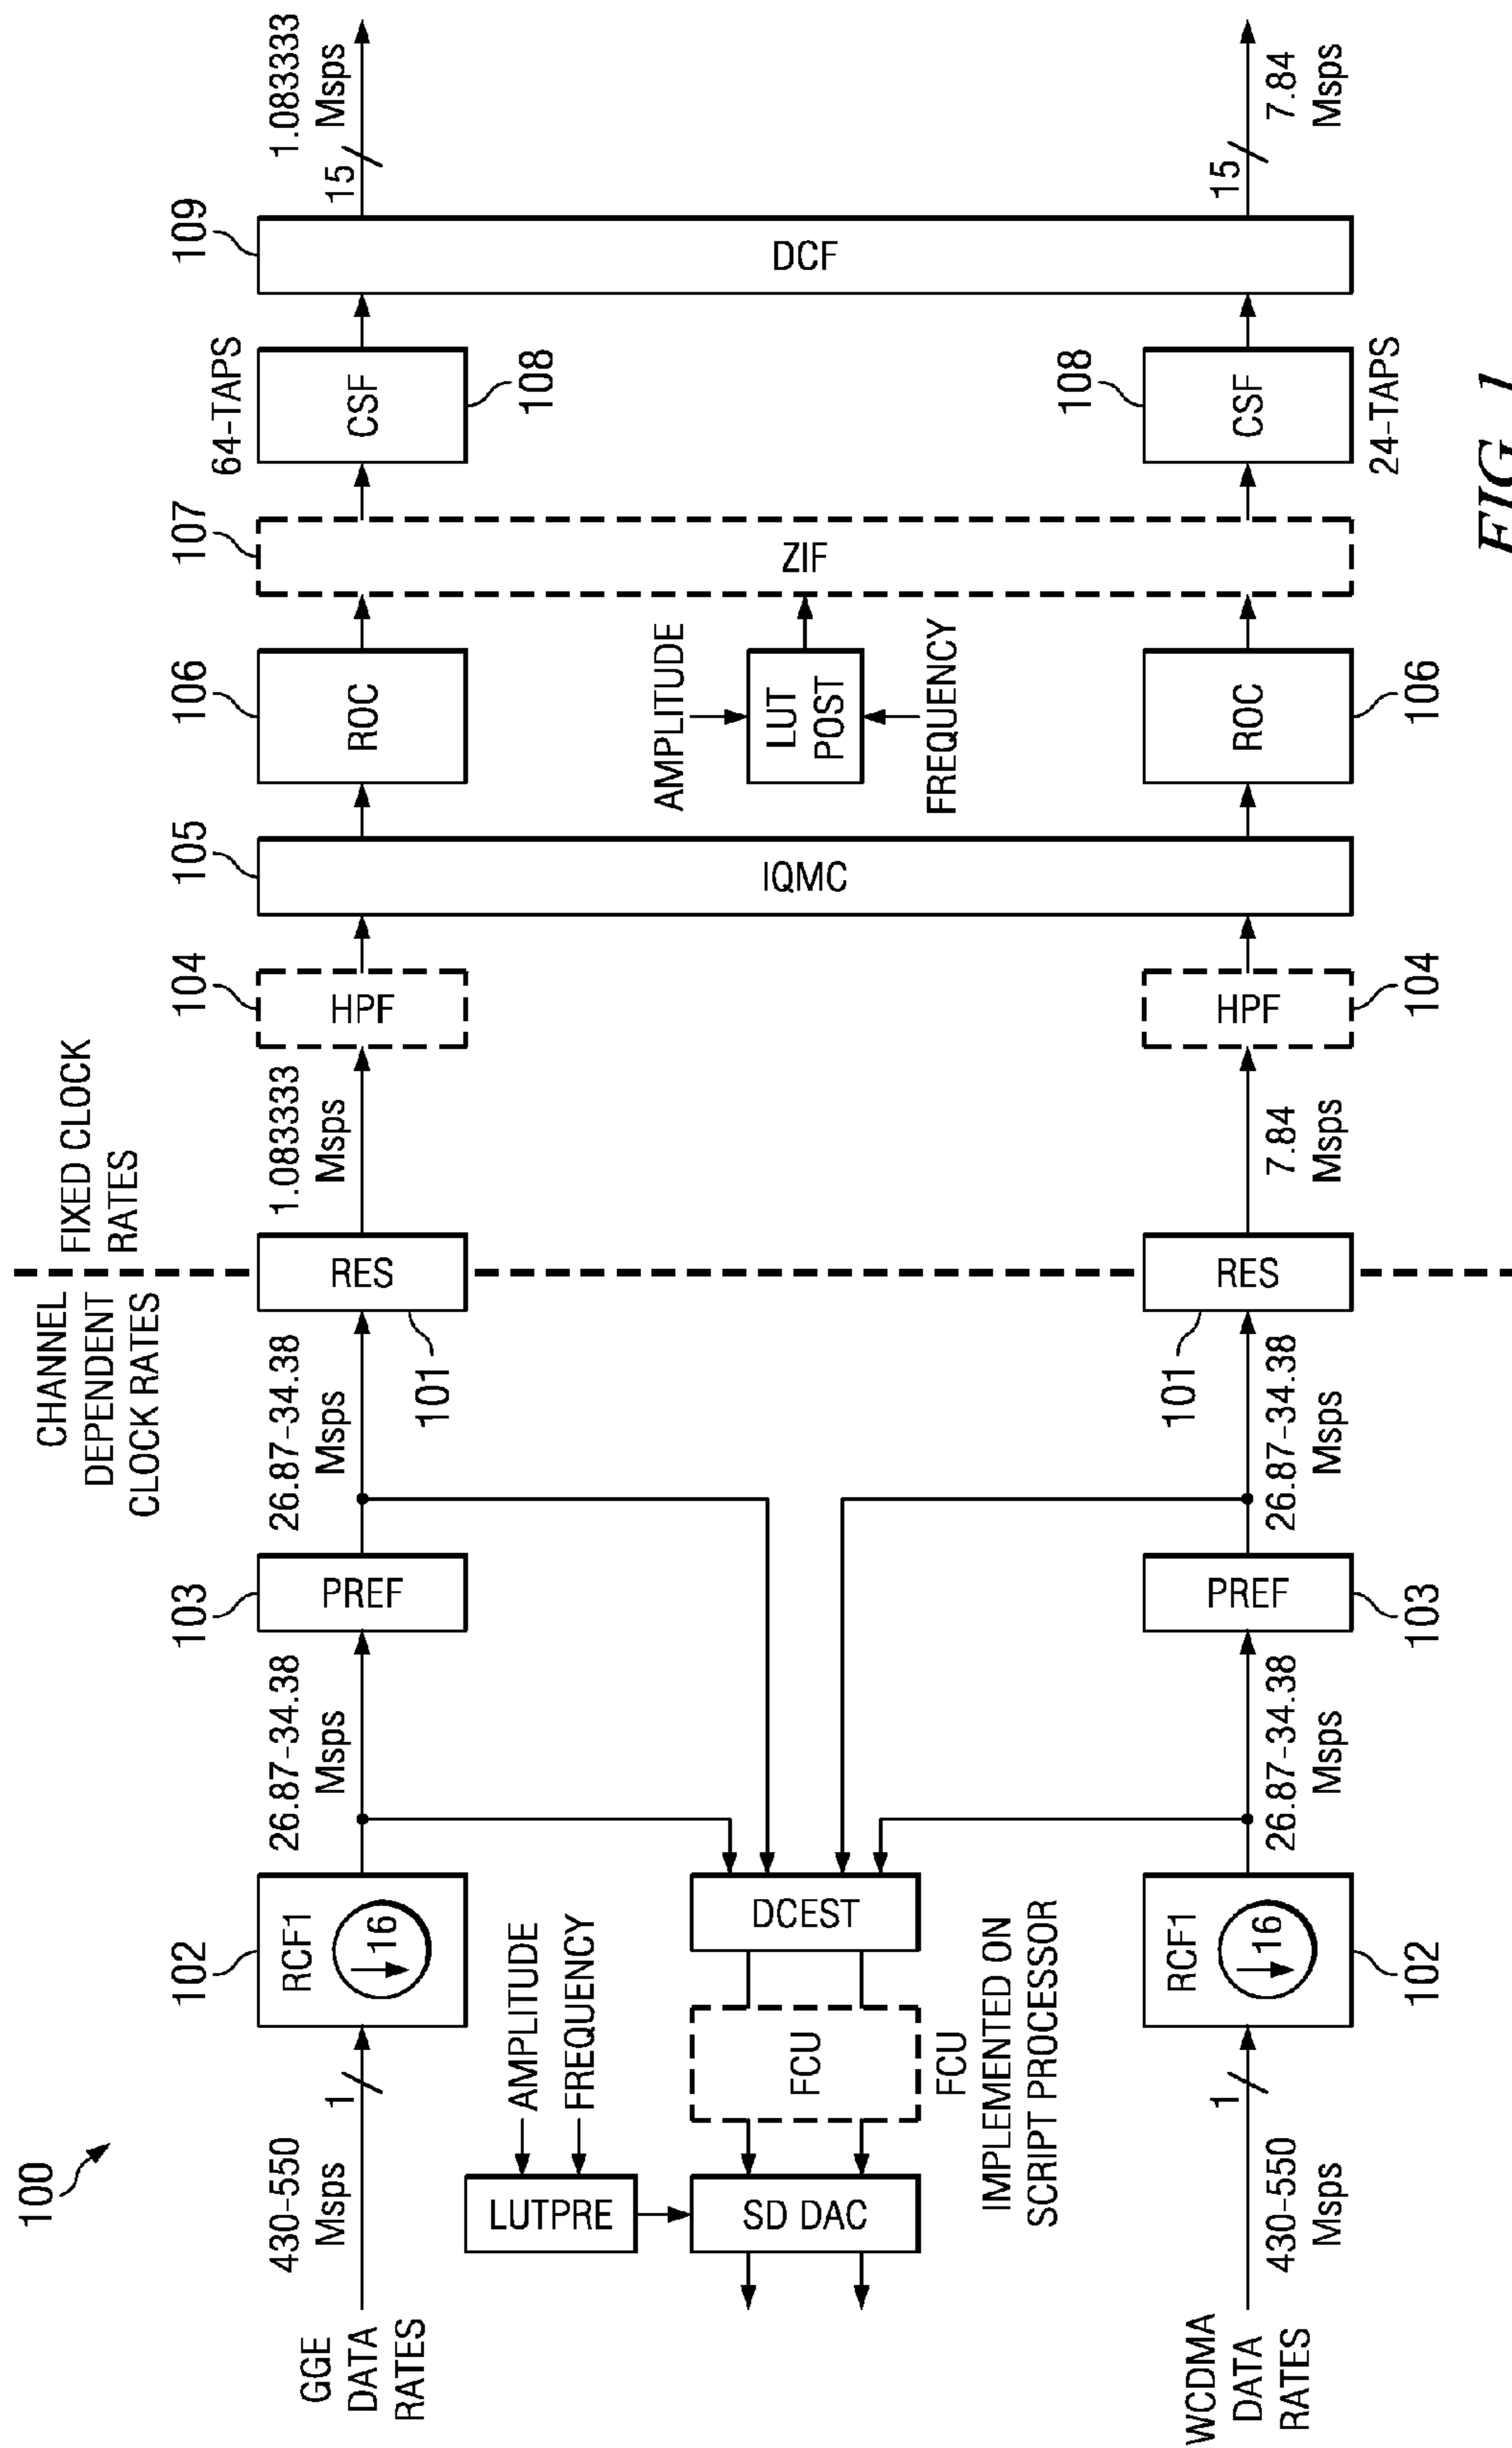 100
CHANNEL
DEPENDENT
CLOCK RATES
FIXED CLOCK
RATES
GGE
DATA
RATES
430-550
Msps
1
102
RCF1
16
26.87-34.38
Msps
103
PREF
26.87-34.38
Msps
101
RES
1.083333
Msps
104
HPF
105
IQMC
106
ROC
107
ZIF
64-TAPS
CSF
108
109
DCF
15
1.083333
Msps
LUTPRE
AMPLITUDE
FREQUENCY
SD DAC
FCU
DCEST
FCU
IMPLEMENTED ON
SCRIPT PROCESSOR
AMPLITUDE
LUT
POST
FREQUENCY
WCDMA
DATA
RATES
430-550
Msps
1
RCF1
16
102
26.87-34.38
Msps
PREF
103
26.87-34.38
Msps
101
RES
7.84
Msps
HPF
104
ROC
106
108
CSF
24-TAPS
15
7.84
Msps
FIG. 1